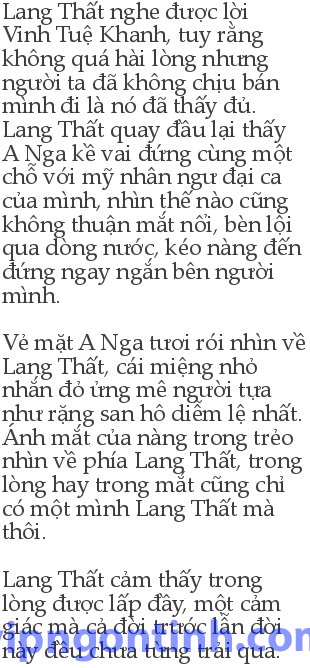 Lang Thất nghe được lời
Vinh Tuệ Khanh, tuy rằng
không quá hài lòng nhưng
người ta đã không chịu bán
mình đi là nó đã thấy đủ.
Lang Thất quay đầu lại thấy
A Nga kề vai đứng cùng một
chỗ với mỹ nhân ngư đại ca
của mình, nhìn thế nào cũng
không thuận mắt nổi, bèn lội
qua dòng nước, kéo nàng đến
đứng ngay ngắn bên người
mình.
Vẻ mặt A Nga tươi rói nhìn về
Lang Thất, cái miệng nhỏ
nhắn đỏ ửng mê người tựa
như rặng san hô diễm lệ nhất.
Ánh mắt của nàng trong trẻo
nhìn về phía Lang Thất, trong
lòng hay trong mắt cũng chỉ
có một mình Lang Thất mà
thôi.
Lang Thất cảm thấy trong
lòng được lấp đầy, một cảm
giác mà cả đời trước lẫn đời
này đều chưa từng trải qua.
vipngontinh.com